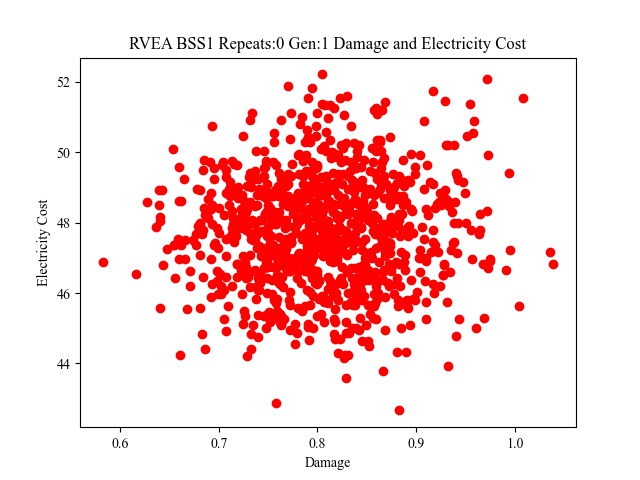 RVEA BSS1 Repeats:0 Gen:1 Damage and Electricity Cost
52
50
48
46
44
Electricity Cost
0.6 0.7 0.8 0.9 1.0
Damage